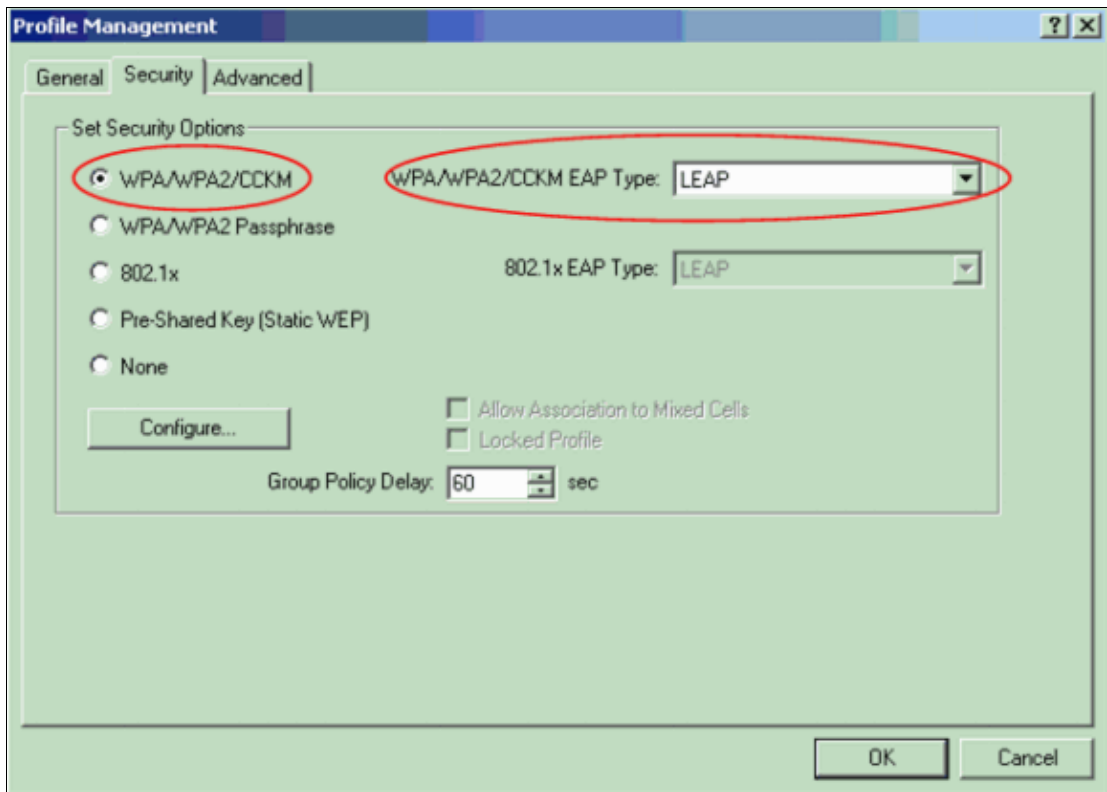 Profile Management
General Security Advanced
Set Security Options
WPA/WPA2/CCKM WPA/WPA2/CCKM EAP Type: LEAP
WPA/WPA2 Passphrase
802.1x 802.1x EAP Type: LEAP
Pre-Shared Key (Static WEP)
None
Allow Association to Mixed Cells
Configure...
Locked Profile
Group Policy Delay: 60 sec
OK Cancel